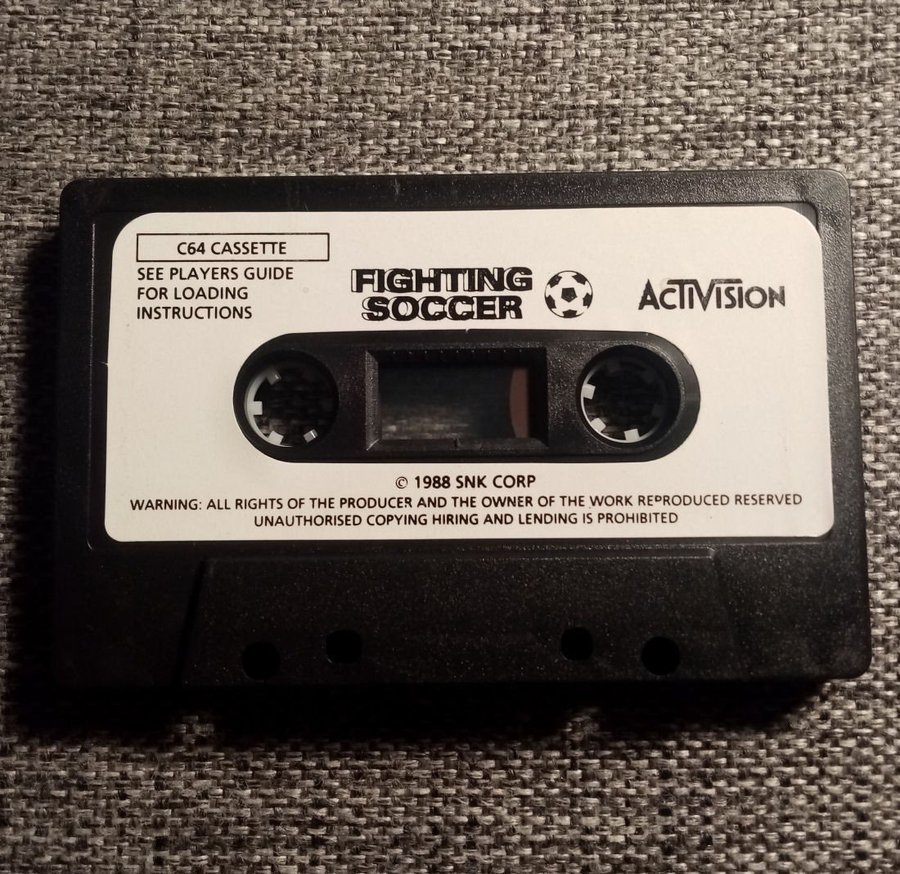 C64 CASSETTE
SEE PLAYERS GUIDE
FOR LOADING
INSTRUCTIONS
FIGHTING
SOCCER
ACTIVISION
© 1988 SNK CORP
WARNING: ALL RIGHTS OF THE PRODUCER AND THE OWNER OF THE WORK REPRODUCED RESERVED
UNAUTHORISED COPYING HIRING AND LENDING IS PROHIBITED